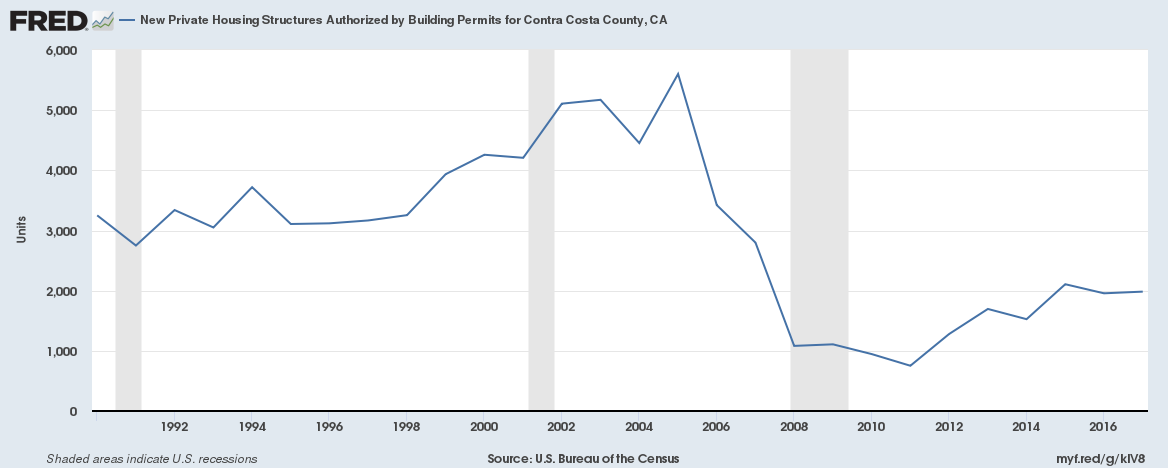 FRED
New Private Housing Structures Authorized by Building Permits for Contra Costa County, CA
6,000
5,000
4,000
3,000
2,000
1,000
0
Units
1992 1994 1996 1998 2000 2002 2004 2006 2008 2010 2012 2014 2016
Shaded areas indicate U.S. recessions
Source: U.S. Bureau of the Census
myf.red/g/klV8